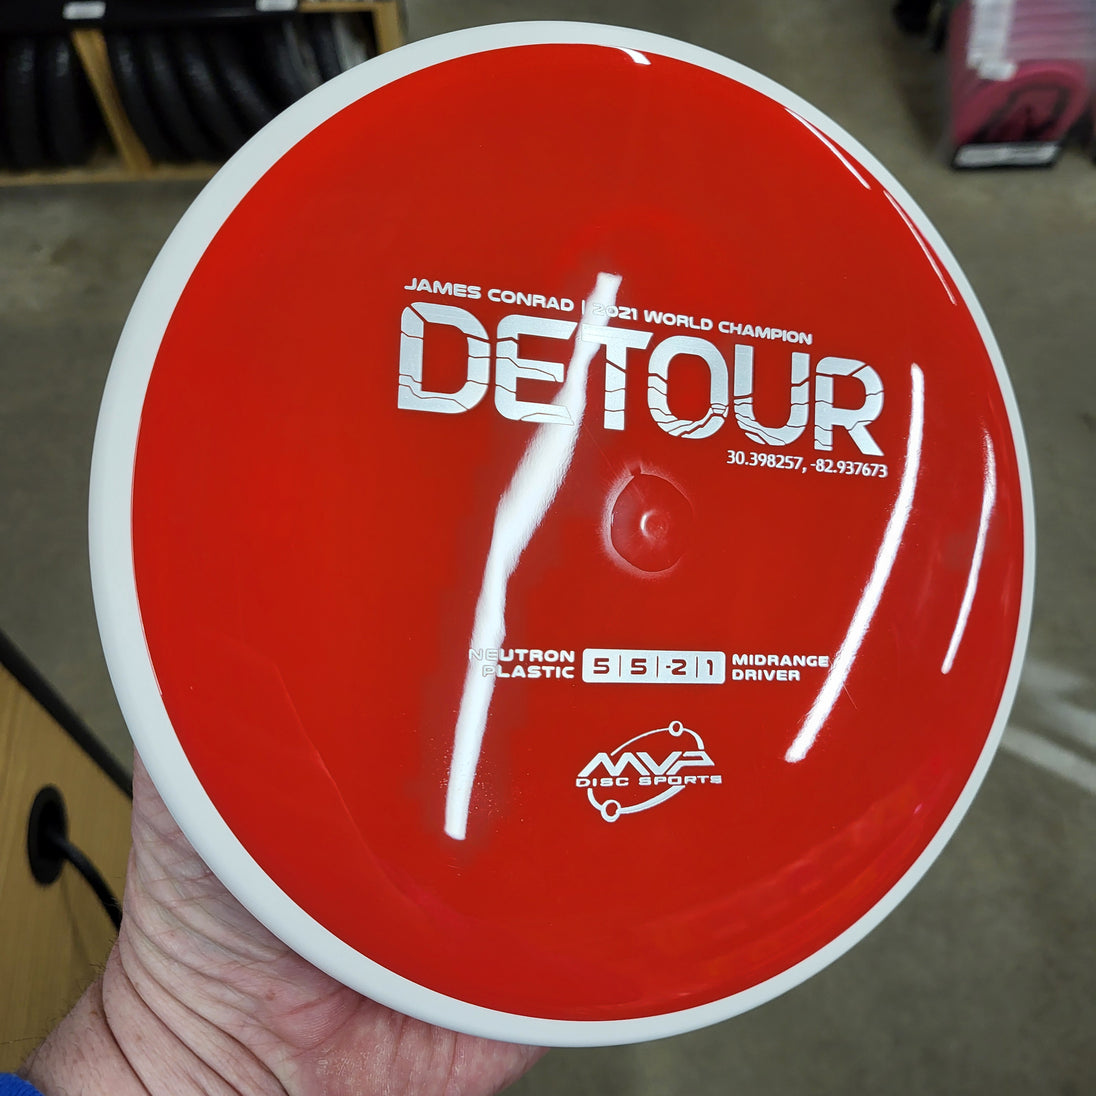 JAMES CONRAD | 2021 WORLD CHAMPION
DETOUR
30.398257, -82.937673
NEUTRON PLASTIC
5 | 5 | -2 | 1
MIDRANGE DRIVER
MVP
DISC SPORTS